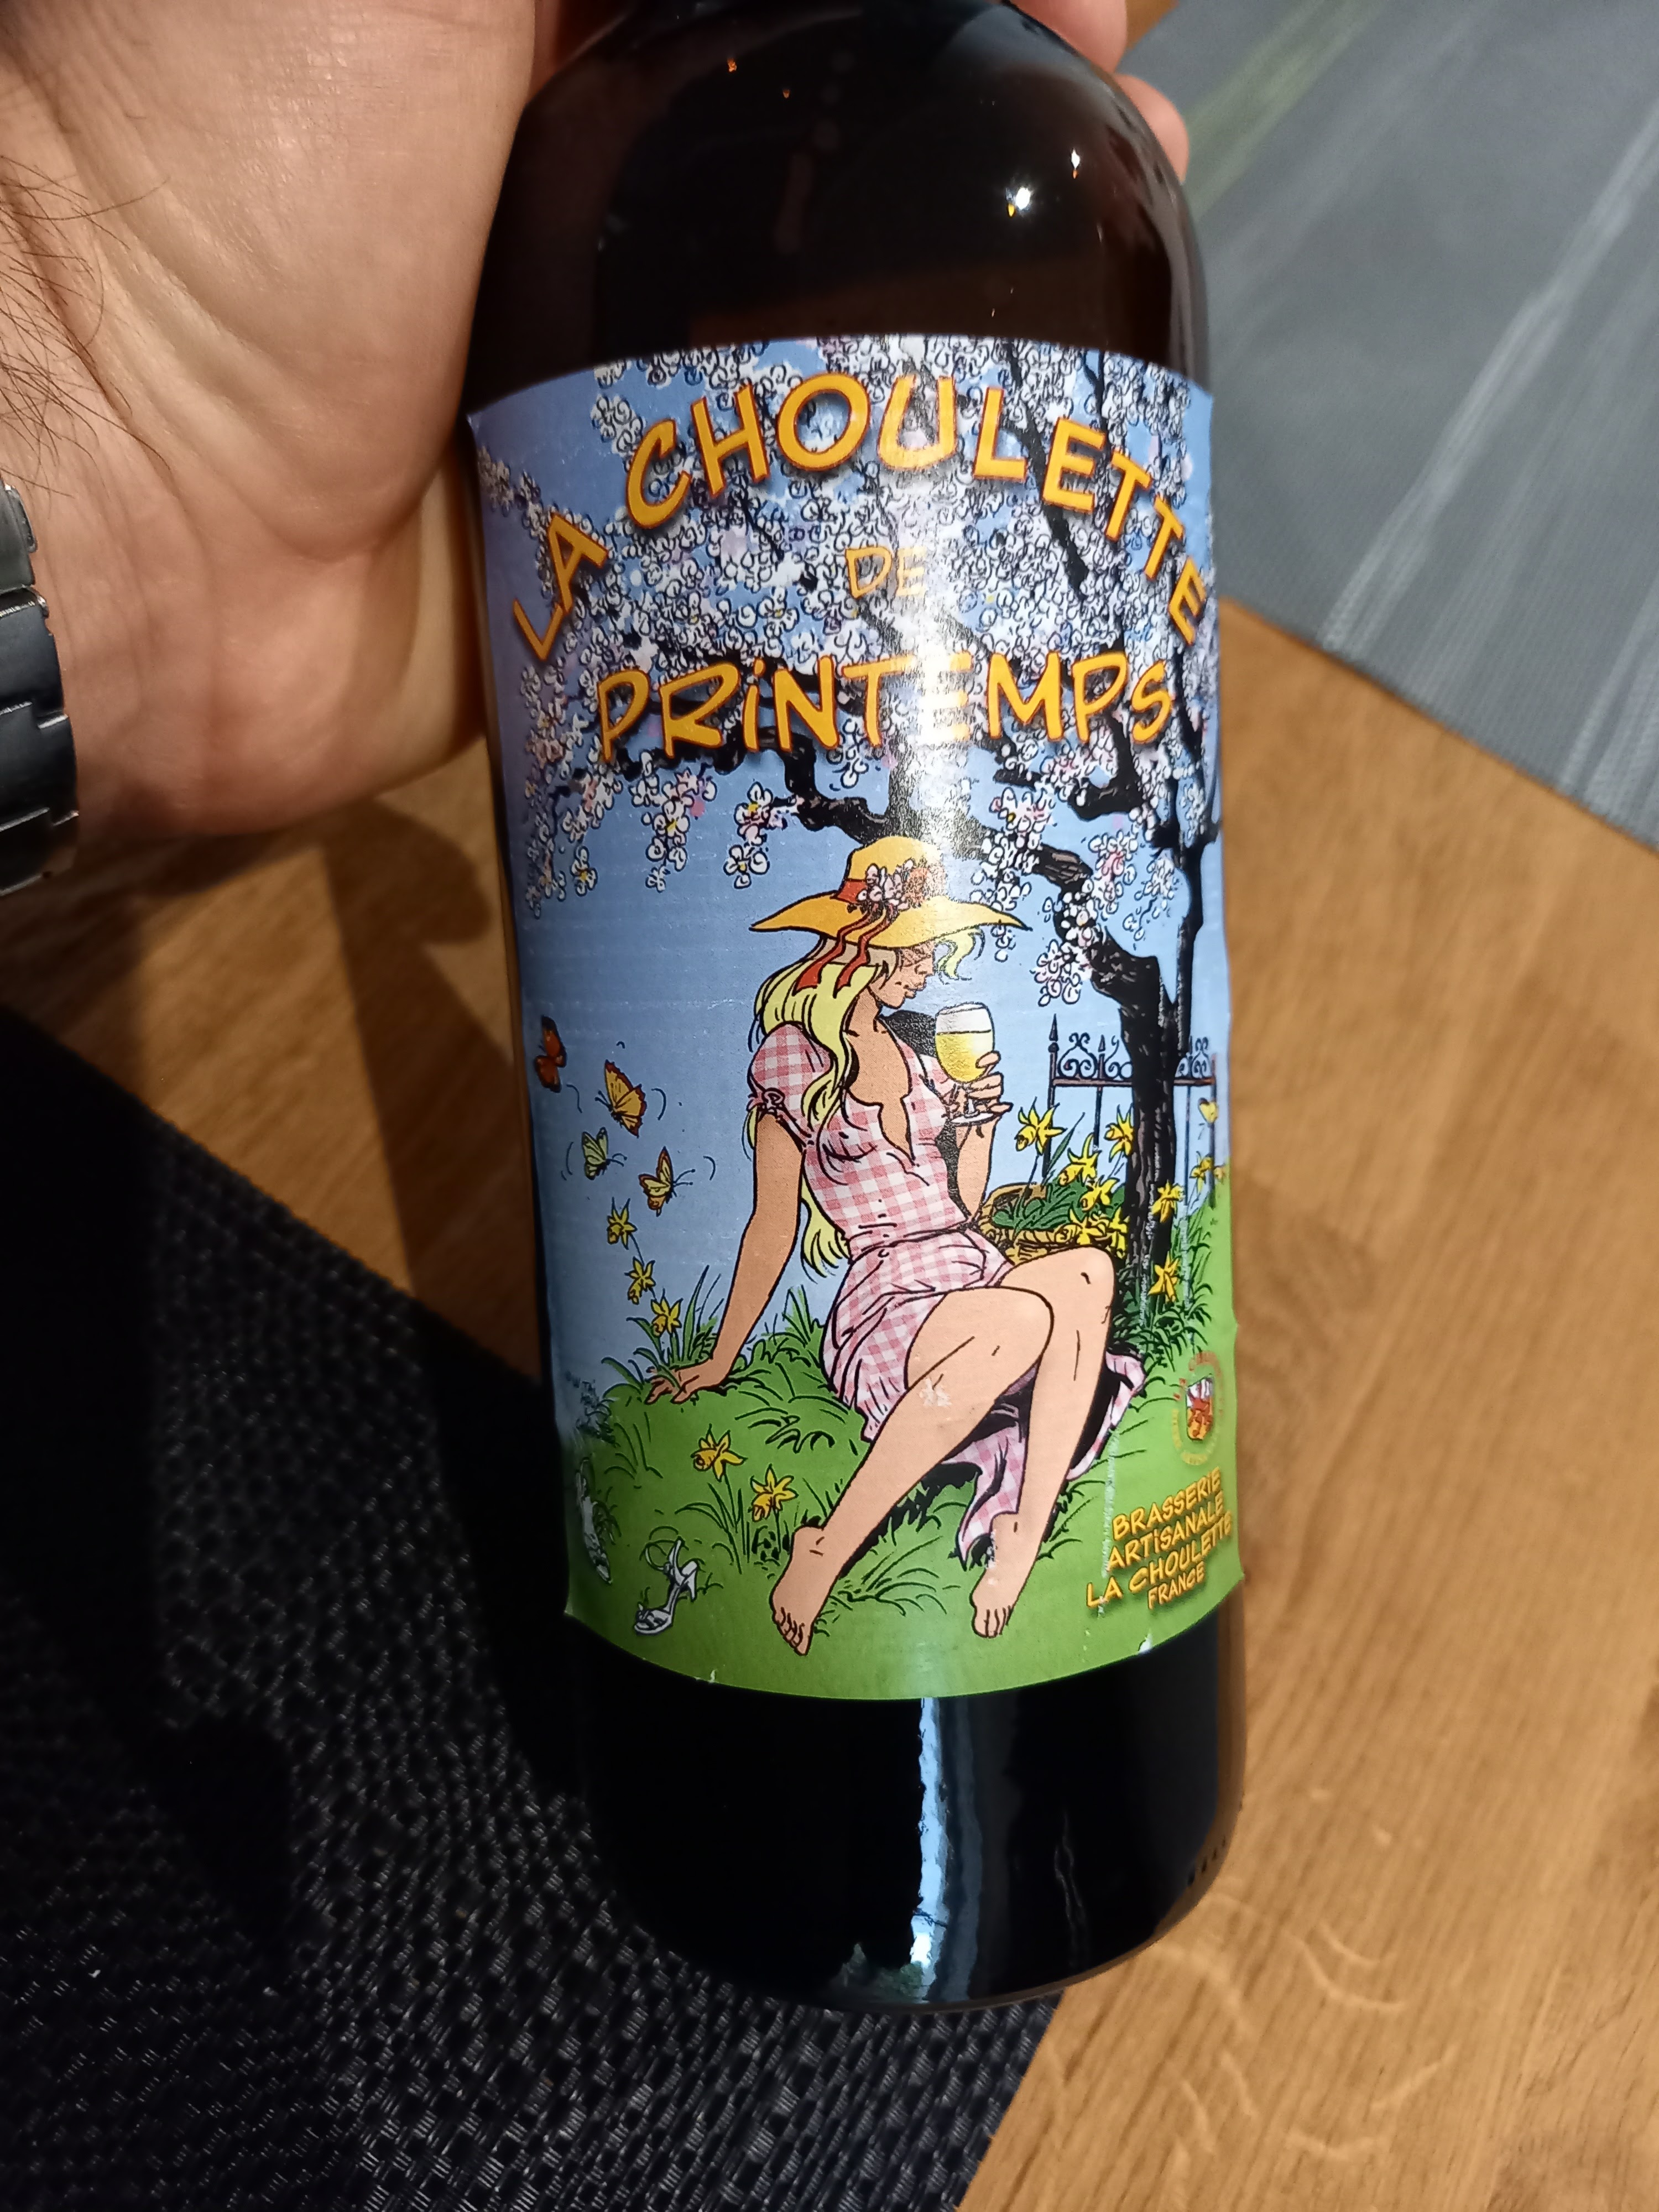 LA CHOULETTE
DE
PRiNTEMPS
BRASSERIE
ARTiSANALE
LA CHOULETTE
FRANCE